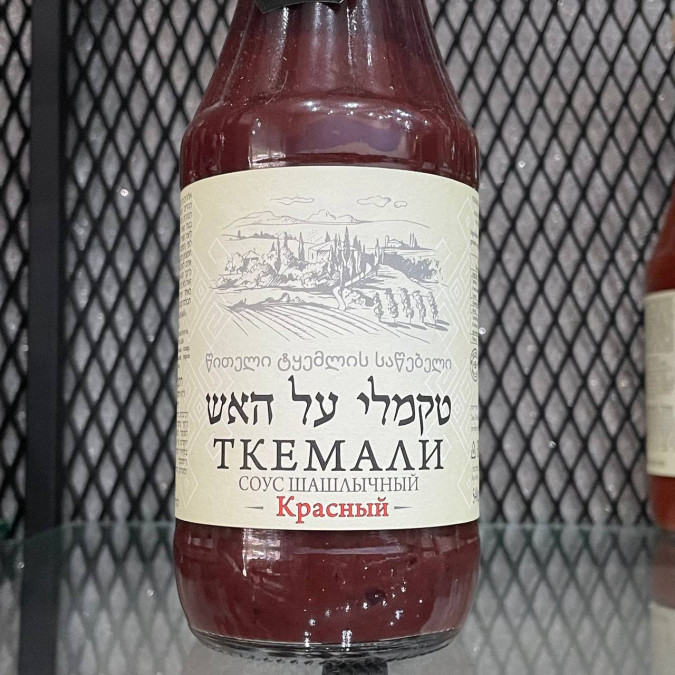 წითელი ტყემლის საწებელი
טקמלי על האש
ТКЕМАЛИ
СОУС ШАШЛЫЧНЫЙ
Красный